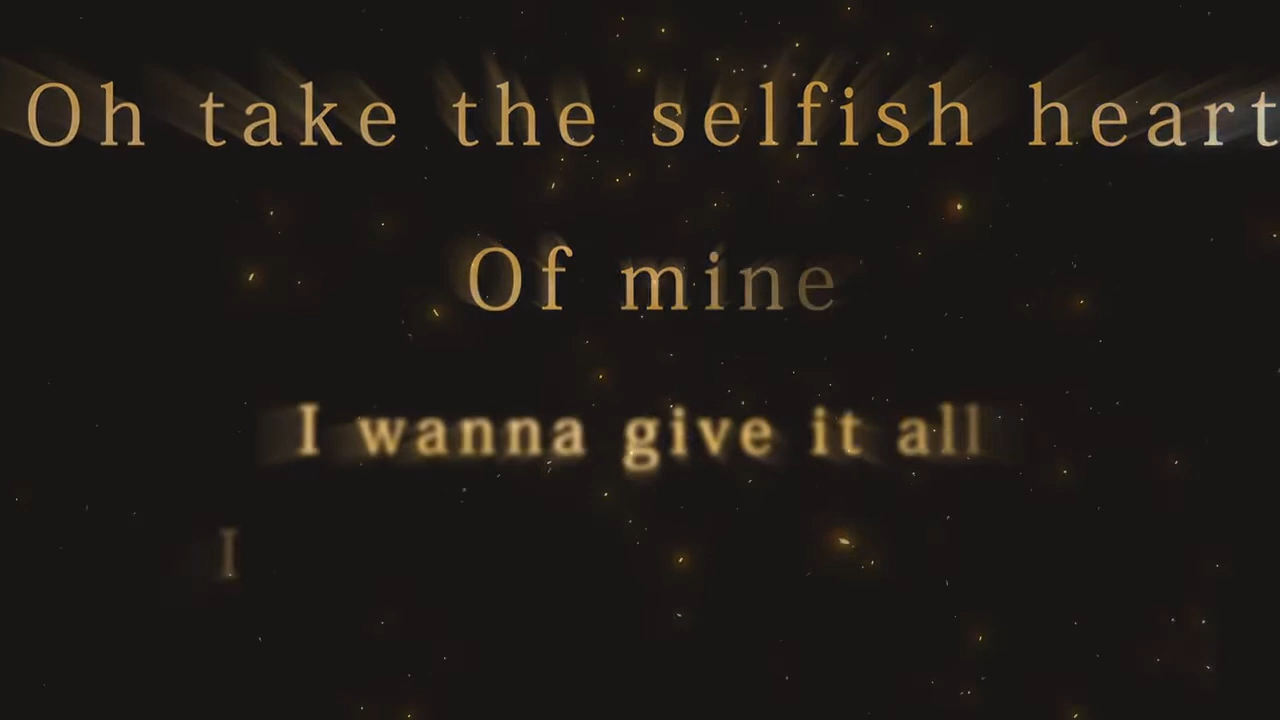 Oh take the selfish heart
Of mine
I wanna give it all
I